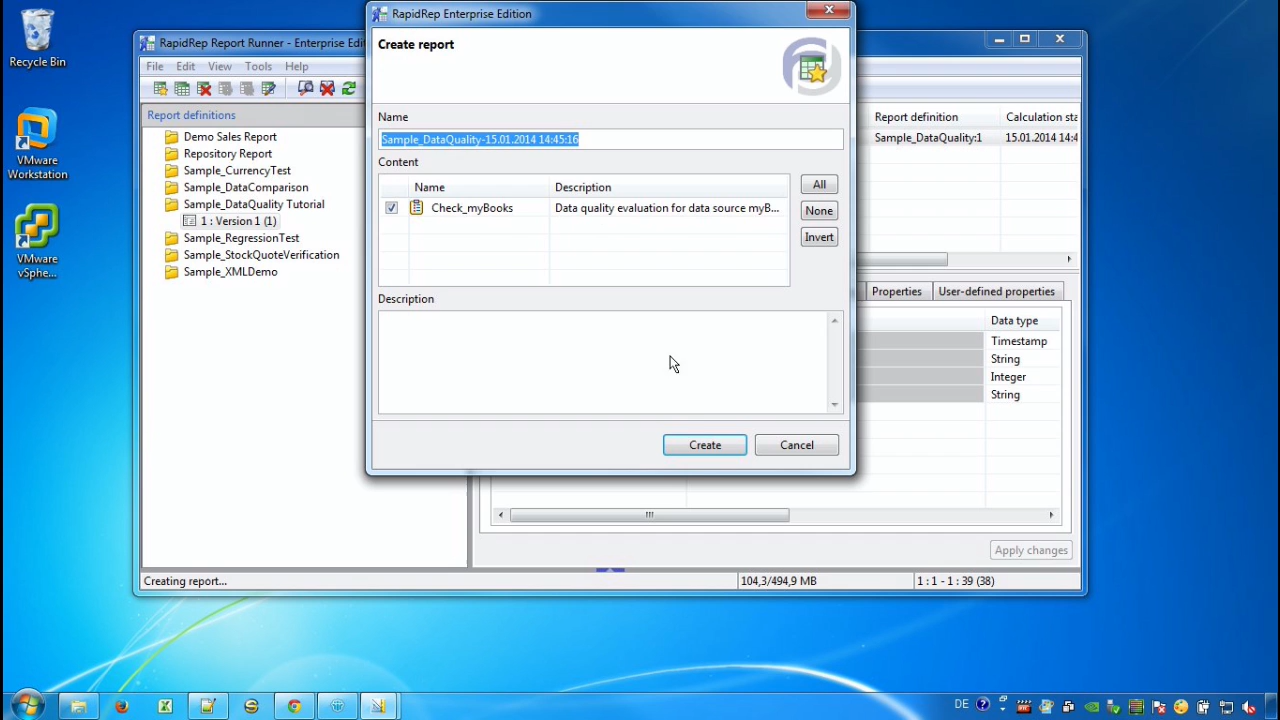 Recycle Bin
VMware
Workstation
VMware
vSphe...
RapidRep Report Runner - Enterprise Edi
File Edit View Tools Help
Report definitions
Demo Sales Report
Repository Report
Sample_CurrencyTest
Sample_DataComparison
Sample_DataQuality Tutorial
1 : Version 1 (1)
Sample_RegressionTest
Sample_StockQuoteVerification
Sample_XMLDemo
RapidRep Enterprise Edition
Create report
Name
Sample_DataQuality-15.01.2014 14:45:16
Content
Name Description
Check_myBooks Data quality evaluation for data source myB...
All
None
Invert
Description
Create Cancel
Report definition Calculation sta
Sample_DataQuality:1 15.01.2014 14:4
Properties User-defined properties
Data type
Timestamp
String
Integer
String
Apply changes
Creating report... 104,3/494,9 MB 1 : 1 - 1 : 39 (38)
DE